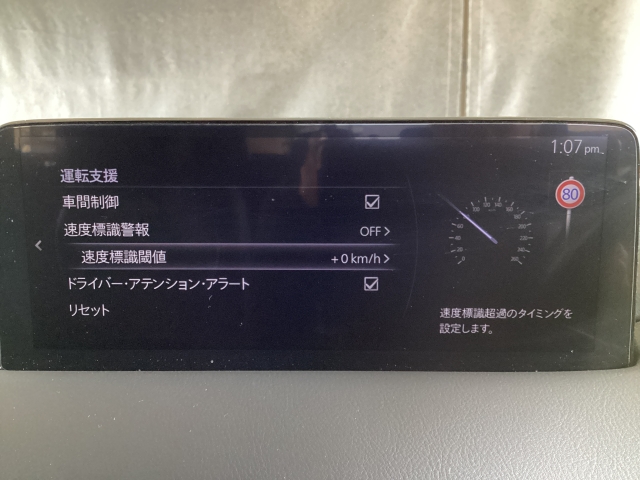 1:07 pm
運転支援
車間制御
速度標識警報 OFF
速度標識閾値 +0 km/h
ドライバー・アテンション・アラート
リセット
80
速度標識超過のタイミングを
設定します。